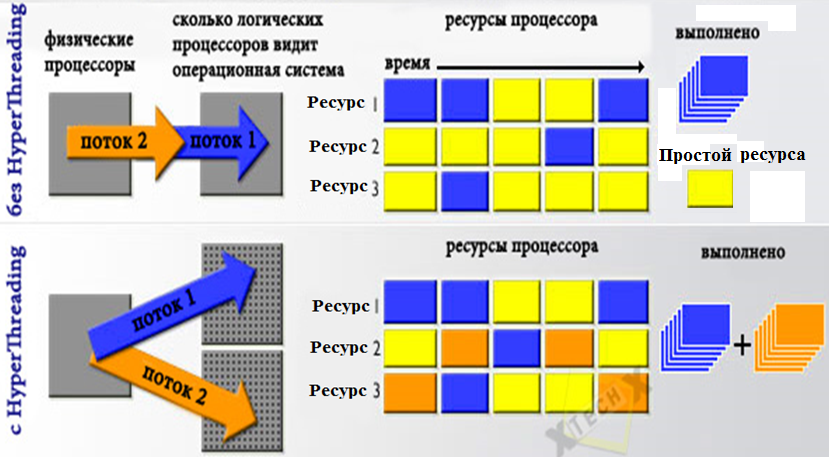 без HyperThreading
физические
процессоры
сколько логических
процессоров видит
операционная система
ресурсы процессора
время
выполнено
поток 2
поток 1
Ресурс 1
Ресурс 2
Ресурс 3
Простой ресурса
с HyperThreading
ресурсы процессора
выполнено
поток 1
поток 2
Ресурс 1
Ресурс 2
Ресурс 3
+
XTECHX